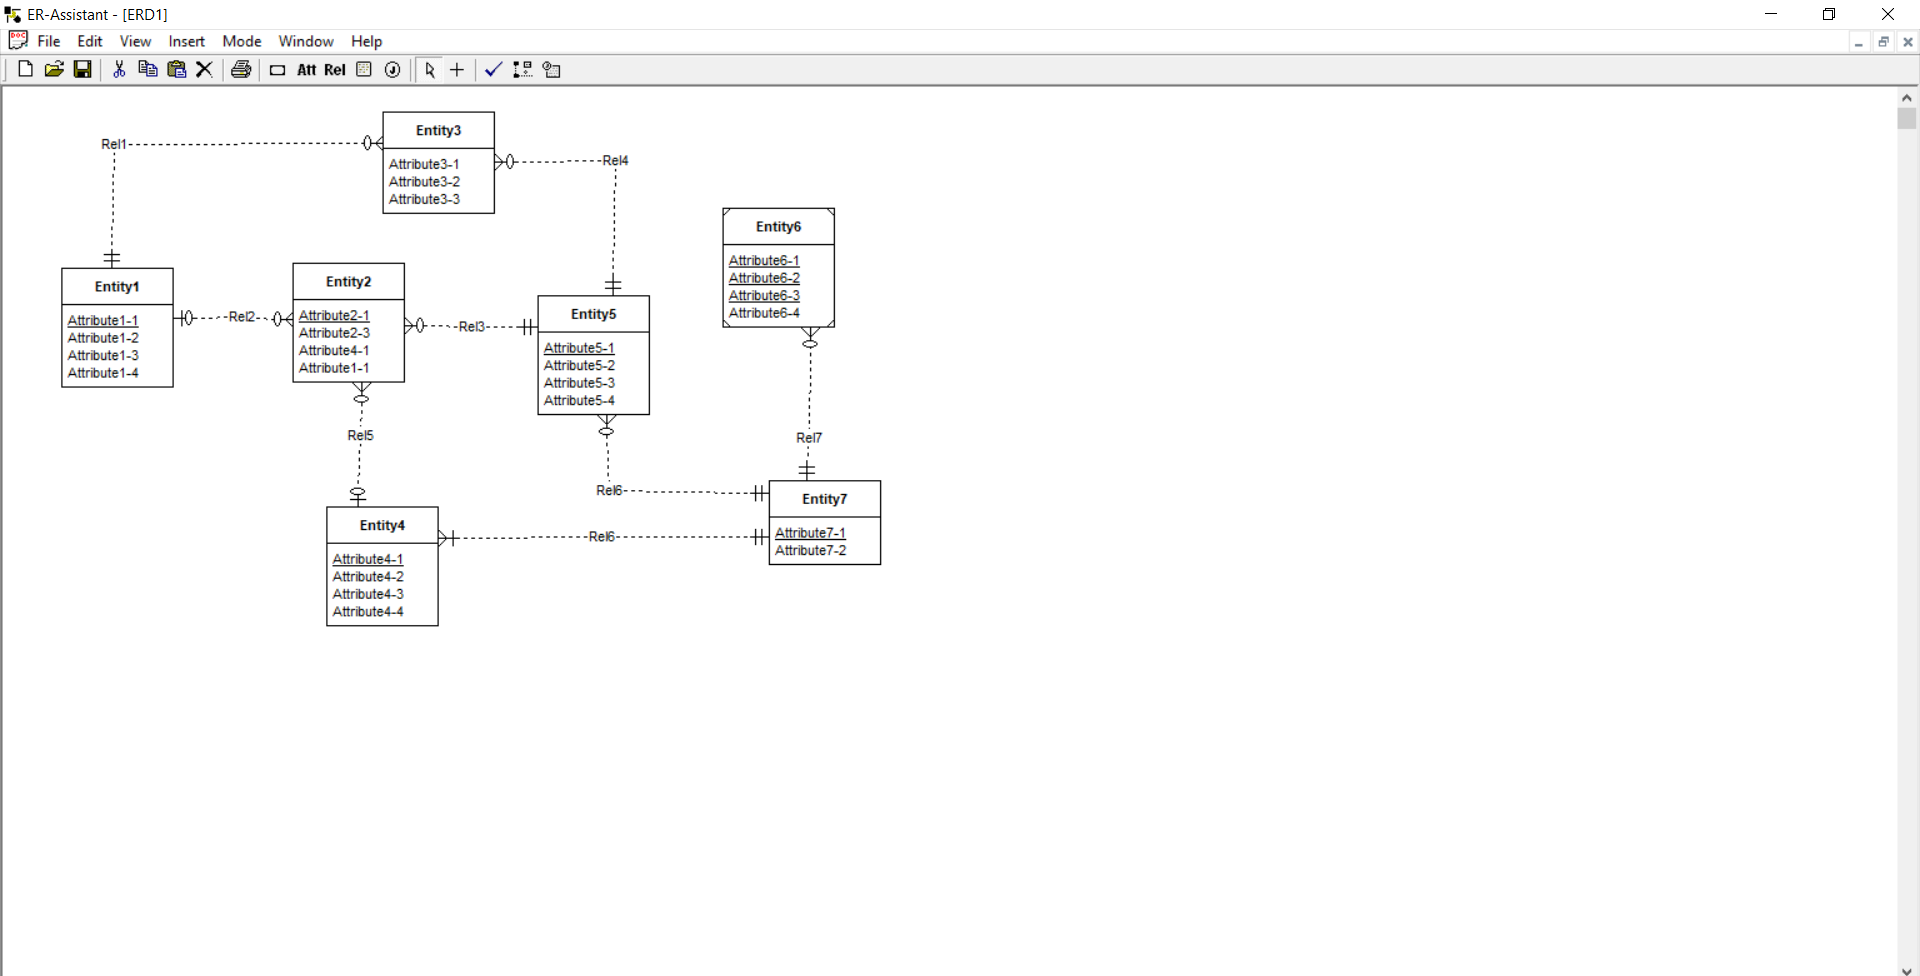 ER-Assistant - [ERD1]
DOC
File Edit View Insert Mode Window Help
Att Rel J
Entity3
Attribute3-1
Attribute3-2
Attribute3-3
Rel1
Rel4
Entity6
Attribute6-1
Attribute6-2
Attribute6-3
Attribute6-4
Entity1
Attribute1-1
Attribute1-2
Attribute1-3
Attribute1-4
Rel2
Entity2
Attribute2-1
Attribute2-3
Attribute4-1
Attribute1-1
Rel3
Entity5
Attribute5-1
Attribute5-2
Attribute5-3
Attribute5-4
Rel5
Rel7
Rel6
Entity7
Attribute7-1
Attribute7-2
Entity4
Attribute4-1
Attribute4-2
Attribute4-3
Attribute4-4
Rel6